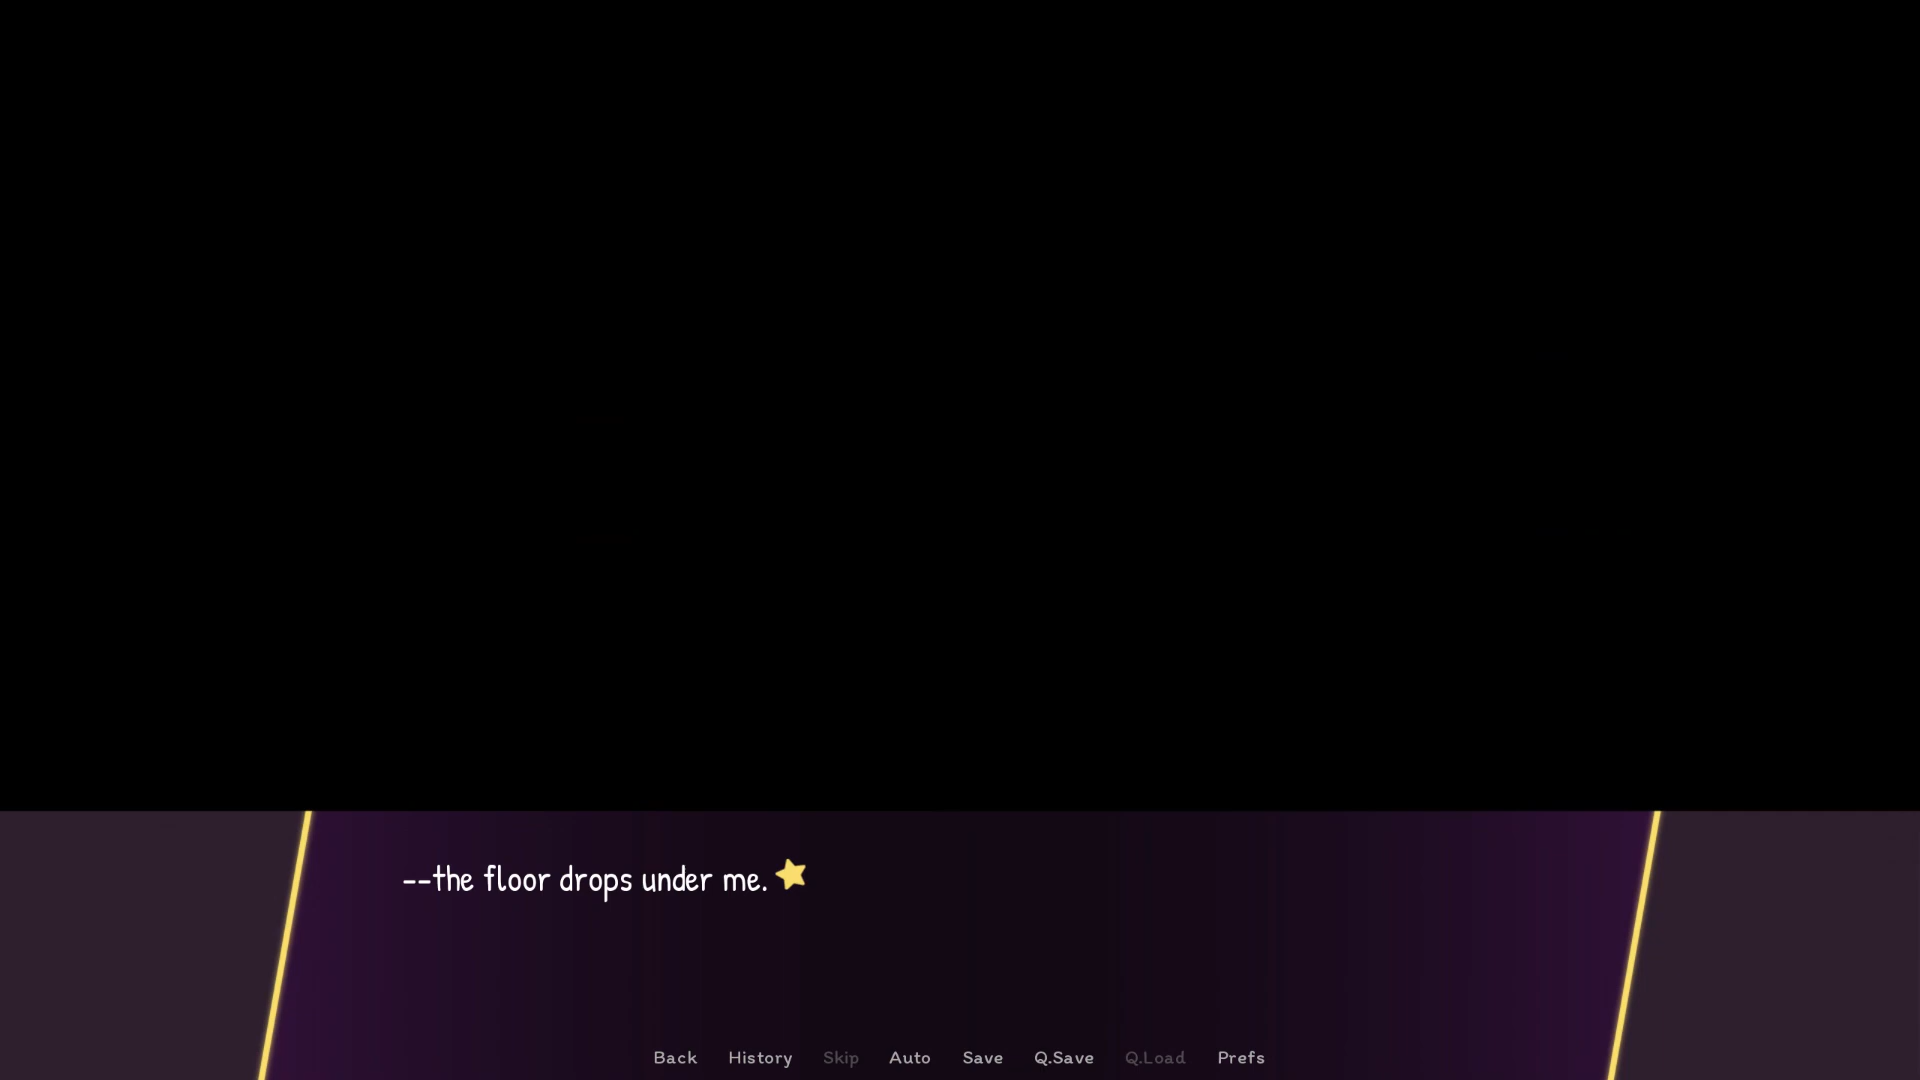 --the floor drops under me.
Back History Skip Auto Save Q.Save Q.Load Prefs